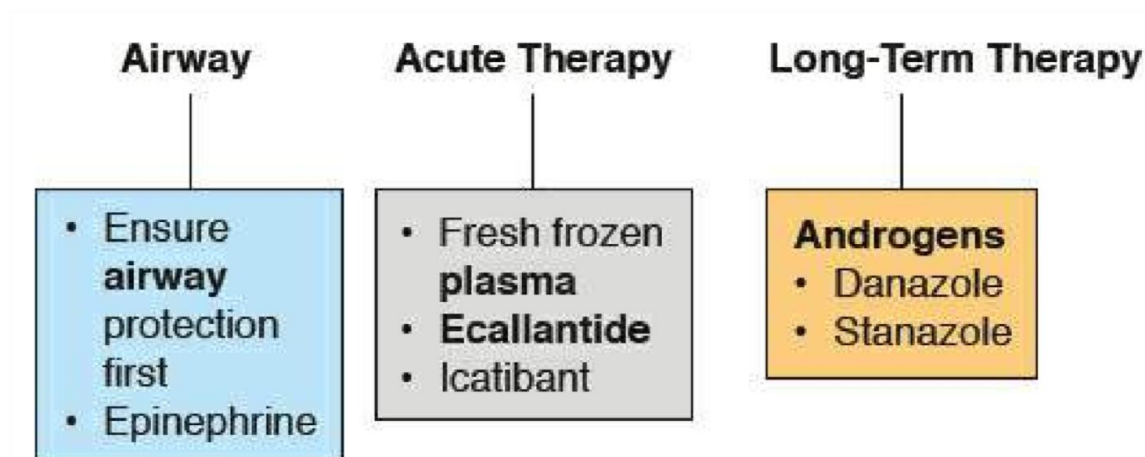 Airway
• Ensure
airway
protection
first
• Epinephrine
Acute Therapy
• Fresh frozen
plasma
• Ecallantide
• Icatibant
Long-Term Therapy
Androgens
• Danazole
• Stanazole